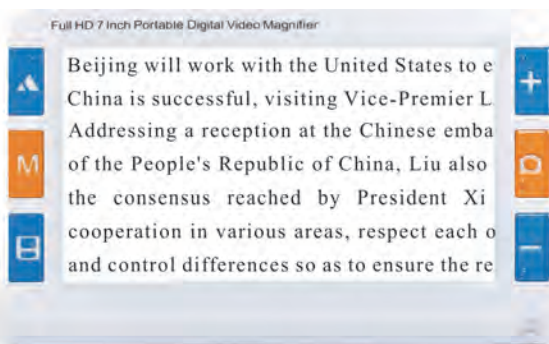 Full HD 7 Inch Portable Digital Video Magnifier
Beijing will work with the United States to e
China is successful, visiting Vice-Premier L
Addressing a reception at the Chinese emba
M
of the People's Republic of China, Liu also
the consensus reached by President Xi
cooperation in various areas, respect each o
and control differences so as to ensure the re